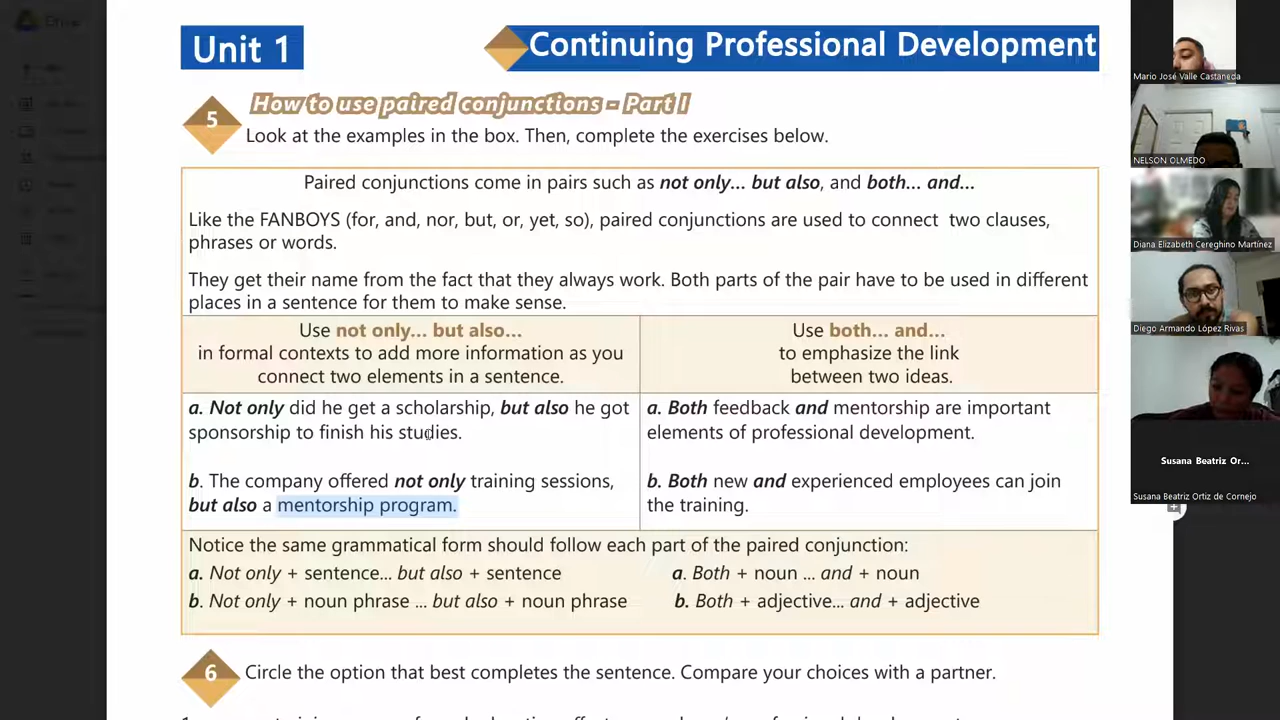 Unit 1
Continuing Professional Development
5
How to use paired conjunctions - Part I
Look at the examples in the box. Then, complete the exercises below.
Paired conjunctions come in pairs such as not only... but also, and both... and...
Like the FANBOYS (for, and, nor, but, or, yet, so), paired conjunctions are used to connect two clauses,
phrases or words.
They get their name from the fact that they always work. Both parts of the pair have to be used in different
places in a sentence for them to make sense.
Use not only... but also...
in formal contexts to add more information as you
connect two elements in a sentence.
Use both... and...
to emphasize the link
between two ideas.
a. Not only did he get a scholarship, but also he got
sponsorship to finish his studies.
b. The company offered not only training sessions,
but also a mentorship program.
a. Both feedback and mentorship are important
elements of professional development.
b. Both new and experienced employees can join
the training.
Notice the same grammatical form should follow each part of the paired conjunction:
a. Not only + sentence... but also + sentence
b. Not only + noun phrase ... but also + noun phrase
a. Both + noun ... and + noun
b. Both + adjective... and + adjective
6
Circle the option that best completes the sentence. Compare your choices with a partner.
Mario José Valle Castaneda
NELSON OLMEDO
Diana Elizabeth Cereghino Martínez
Diego Armando López Rivas
Susana Beatriz Or...
Susana Beatriz Ortiz de Cornejo